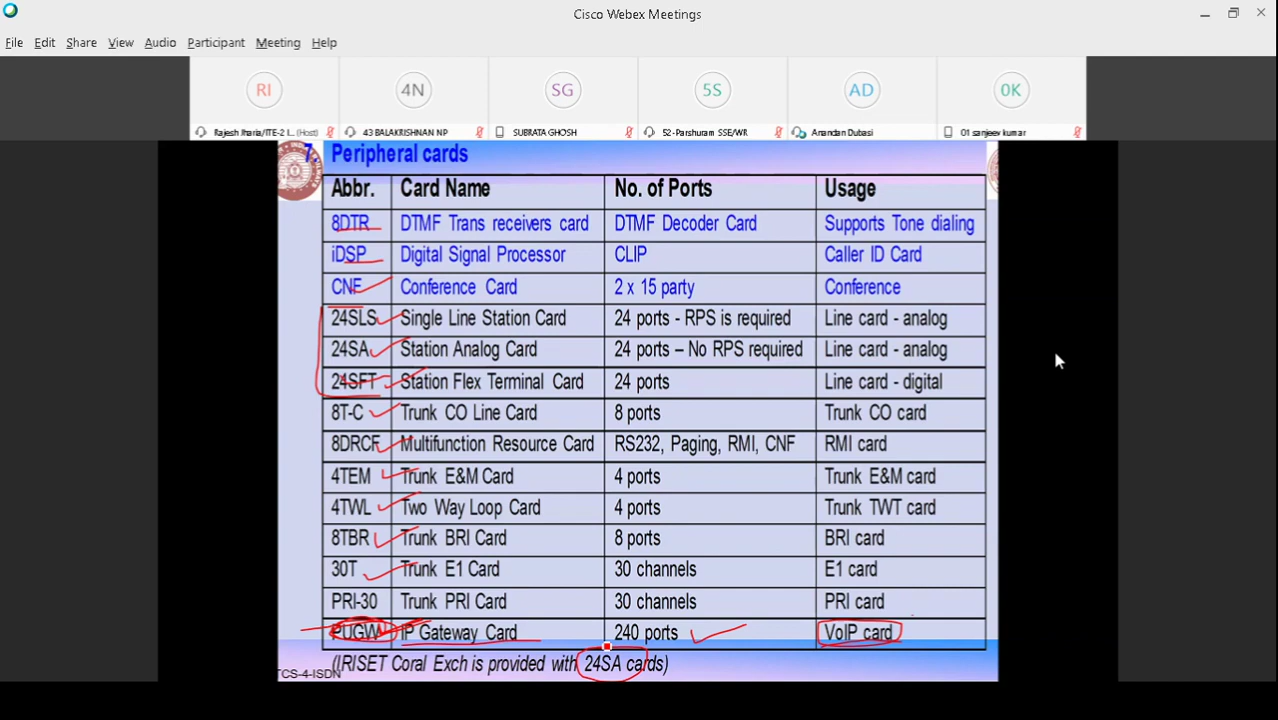 Cisco Webex Meetings
File Edit Share View Audio Participant Meeting Help
RI 4N SG 5S AD 0K
Rajesh Jharia/ITE-2 I... (Host) 43 BALAKRISHNAN NP SUBRATA GHOSH 52-Parshuram SSE/WR Anandan Dubasi 01 sanjeev kumar
7. Peripheral cards
Abbr. Card Name No. of Ports Usage
8DTR DTMF Trans receivers card DTMF Decoder Card Supports Tone dialing
iDSP Digital Signal Processor CLIP Caller ID Card
CNF Conference Card 2 x 15 party Conference
24SLS Single Line Station Card 24 ports - RPS is required Line card - analog
24SA Station Analog Card 24 ports – No RPS required Line card - analog
24SFT Station Flex Terminal Card 24 ports Line card - digital
8T-C Trunk CO Line Card 8 ports Trunk CO card
8DRCF Multifunction Resource Card RS232, Paging, RMI, CNF RMI card
4TEM Trunk E&M Card 4 ports Trunk E&M card
4TWL Two Way Loop Card 4 ports Trunk TWT card
8TBR Trunk BRI Card 8 ports BRI card
30T Trunk E1 Card 30 channels E1 card
PRI-30 Trunk PRI Card 30 channels PRI card
PUGW IP Gateway Card 240 ports VoIP card
(IRISET Coral Exch is provided with 24SA cards)
TCS-4-ISDN